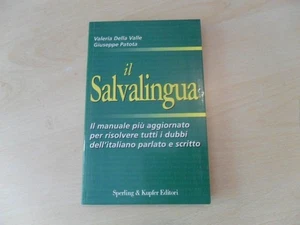 Valeria Della Valle
Giuseppe Patota
il
Salvalingua
Il manuale più aggiornato
per risolvere tutti i dubbi
dell'italiano parlato e scritto
Sperling & Kupfer Editori